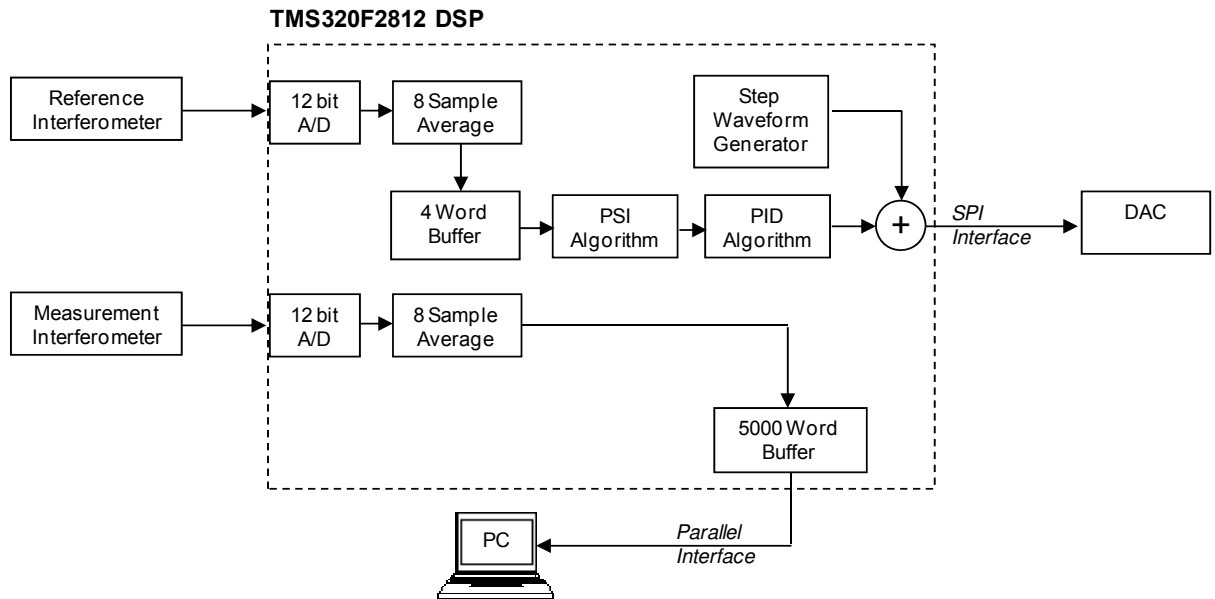 TMS320F2812 DSP
Reference
Interferometer
12 bit
A/D
8 Sample
Average
Step
Waveform
Generator
4 Word
Buffer
PSI
Algorithm
PID
Algorithm
+
SPI
Interface
DAC
Measurement
Interferometer
12 bit
A/D
8 Sample
Average
5000 Word
Buffer
PC
Parallel
Interface